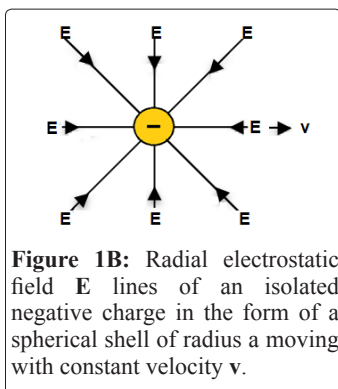 E E E
E − E v
E E E
Figure 1B: Radial electrostatic
field E lines of an isolated
negative charge in the form of a
spherical shell of radius a moving
with constant velocity v.